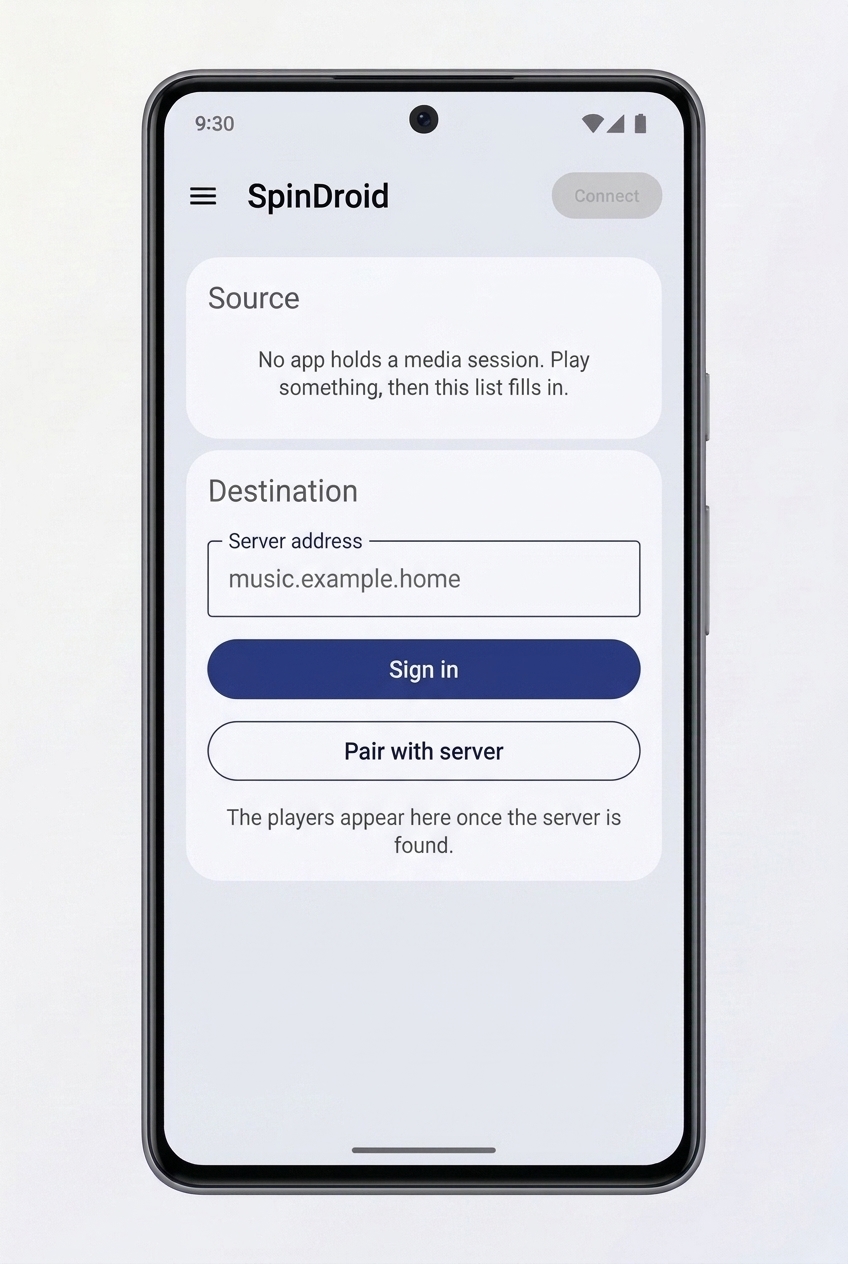 9:30
SpinDroid
Connect
Source
No app holds a media session. Play
something, then this list fills in.
Destination
Server address
music.example.home
Sign in
Pair with server
The players appear here once the server is
found.